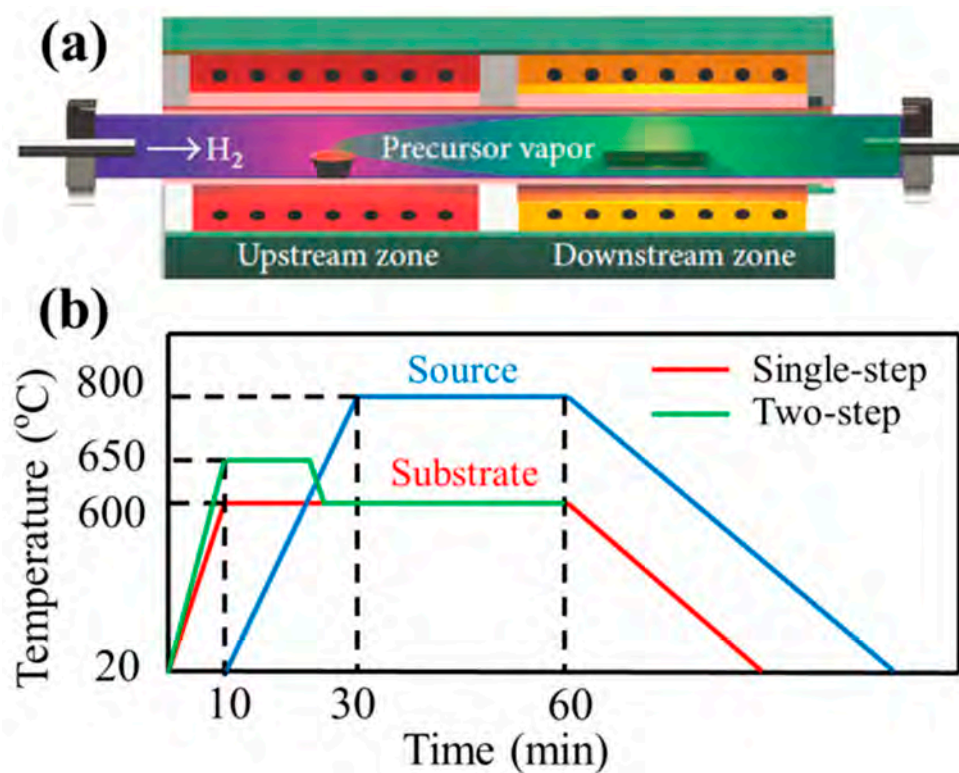 (a)
→H₂
Precursor vapor
Upstream zone
Downstream zone
(b)
Temperature (°C)
800
650
600
20
Source
Substrate
Single-step
Two-step
10
30
60
Time (min)